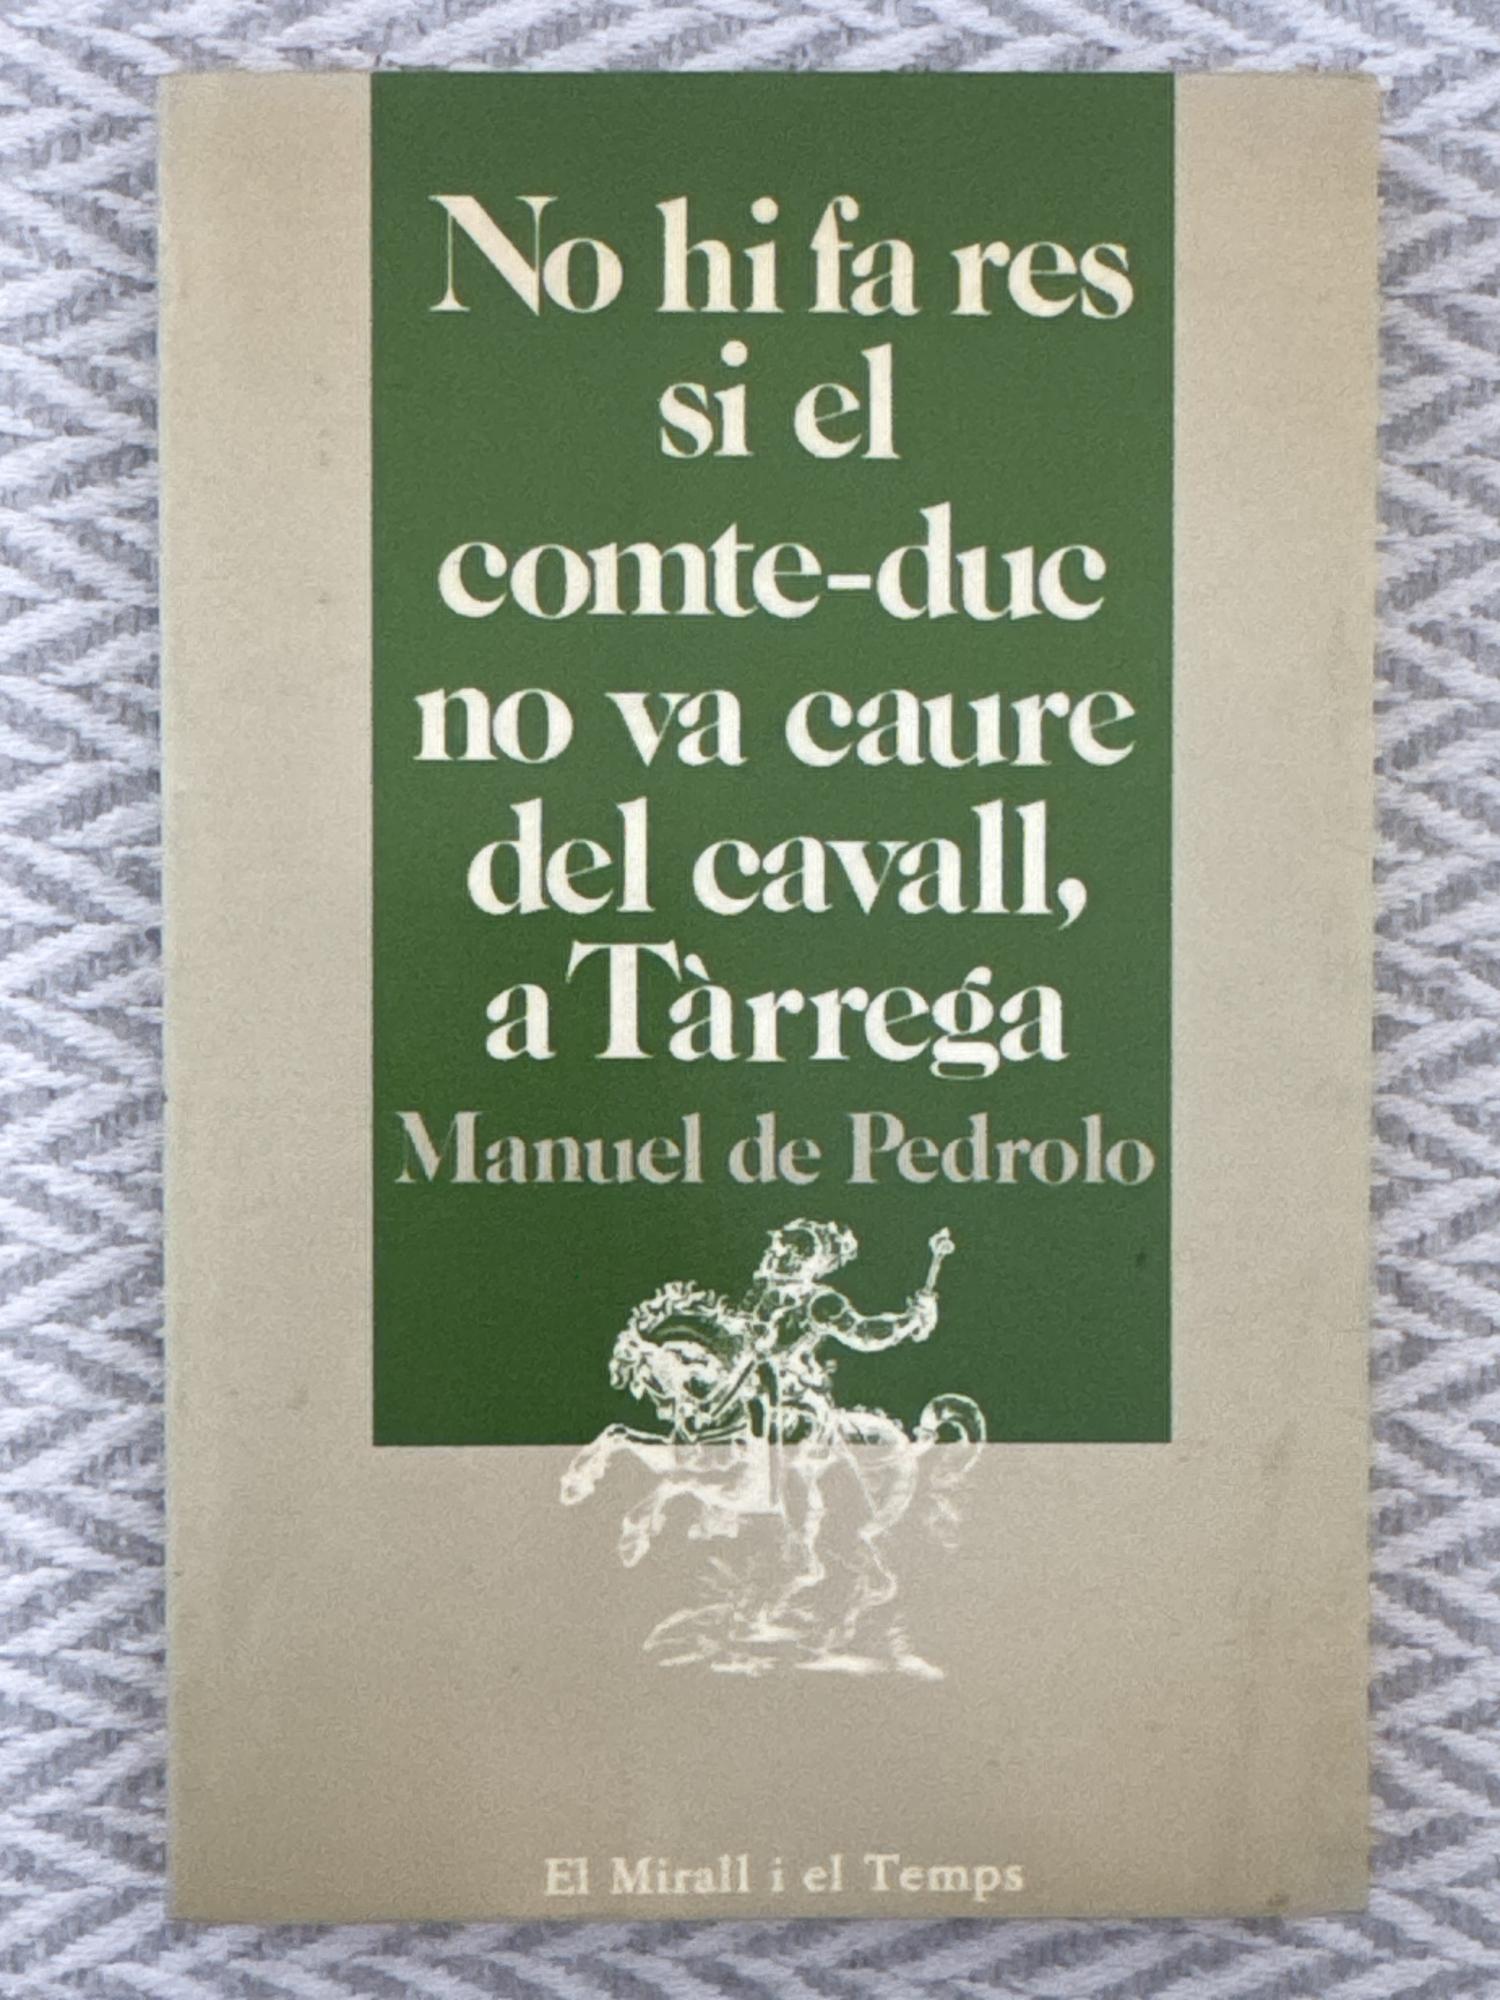 No hi fa res
si el
comte-duc
no va caure
del cavall,
a Tàrrega
Manuel de Pedrolo
El Mirall i el Temps